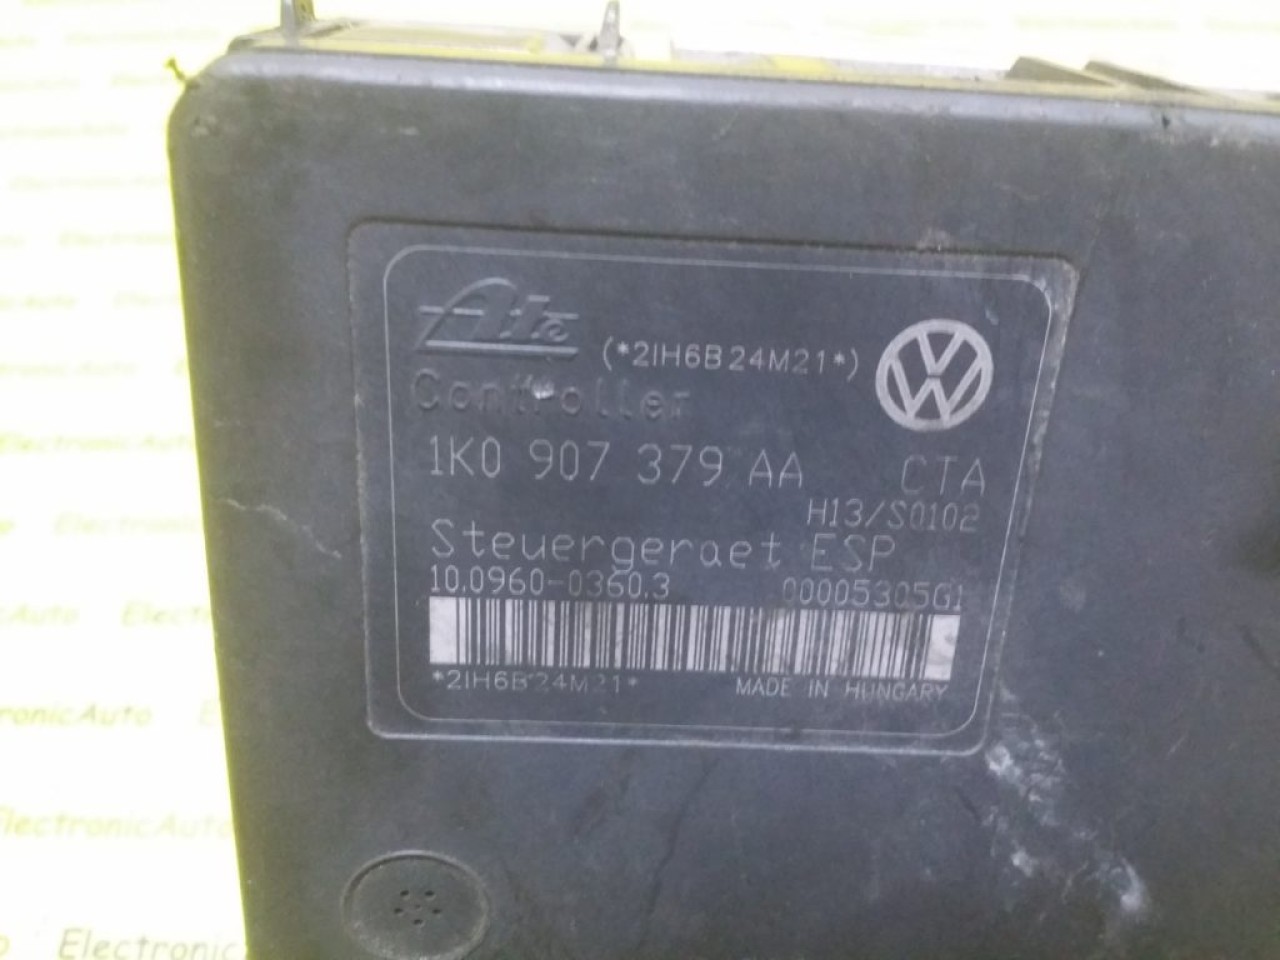 Ate (*2IH6B24M21*)
Controller
1K0 907 379 AA CTA
H13/S0102
Steuergeraet ESP
10.0960-0360.3 00005305G1
*2IH6B24M21* MADE IN HUNGARY
ElectronicAuto